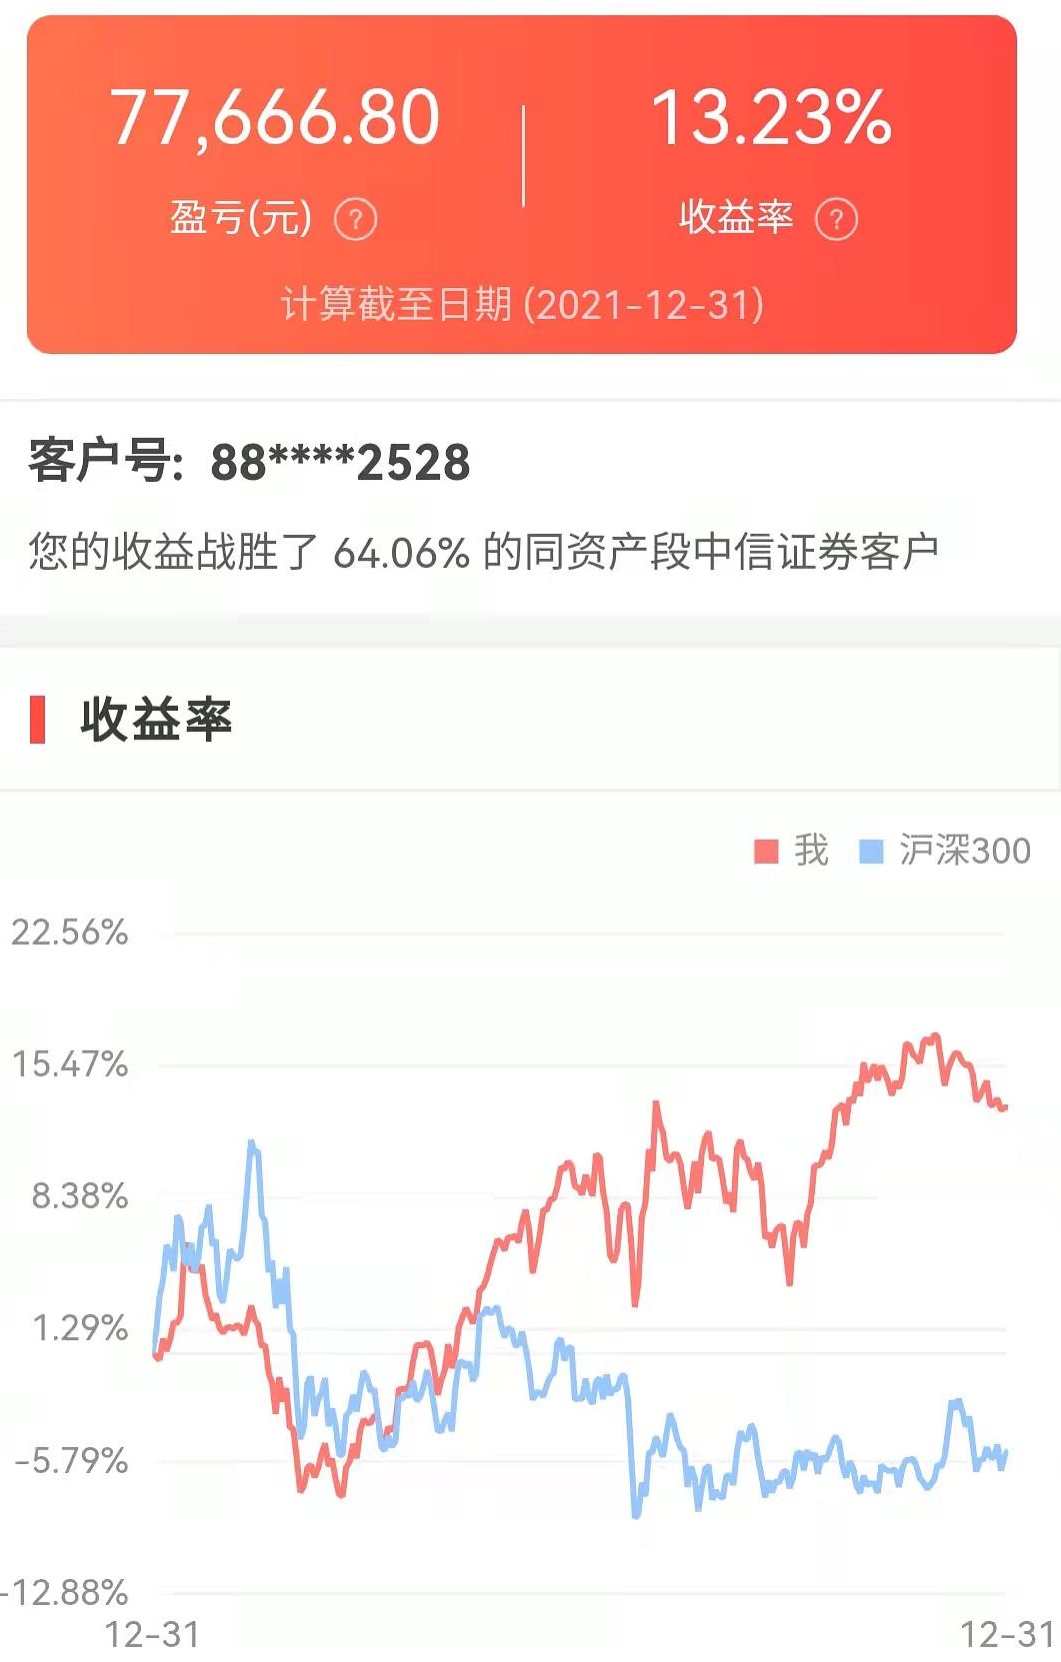 77,666.80
13.23%
盈亏(元) ?
收益率 ?
计算截至日期 (2021-12-31)
客户号: 88****2528
您的收益战胜了 64.06% 的同资产段中信证券客户
收益率
我 沪深300
22.56%
15.47%
8.38%
1.29%
-5.79%
-12.88%
12-31
12-31